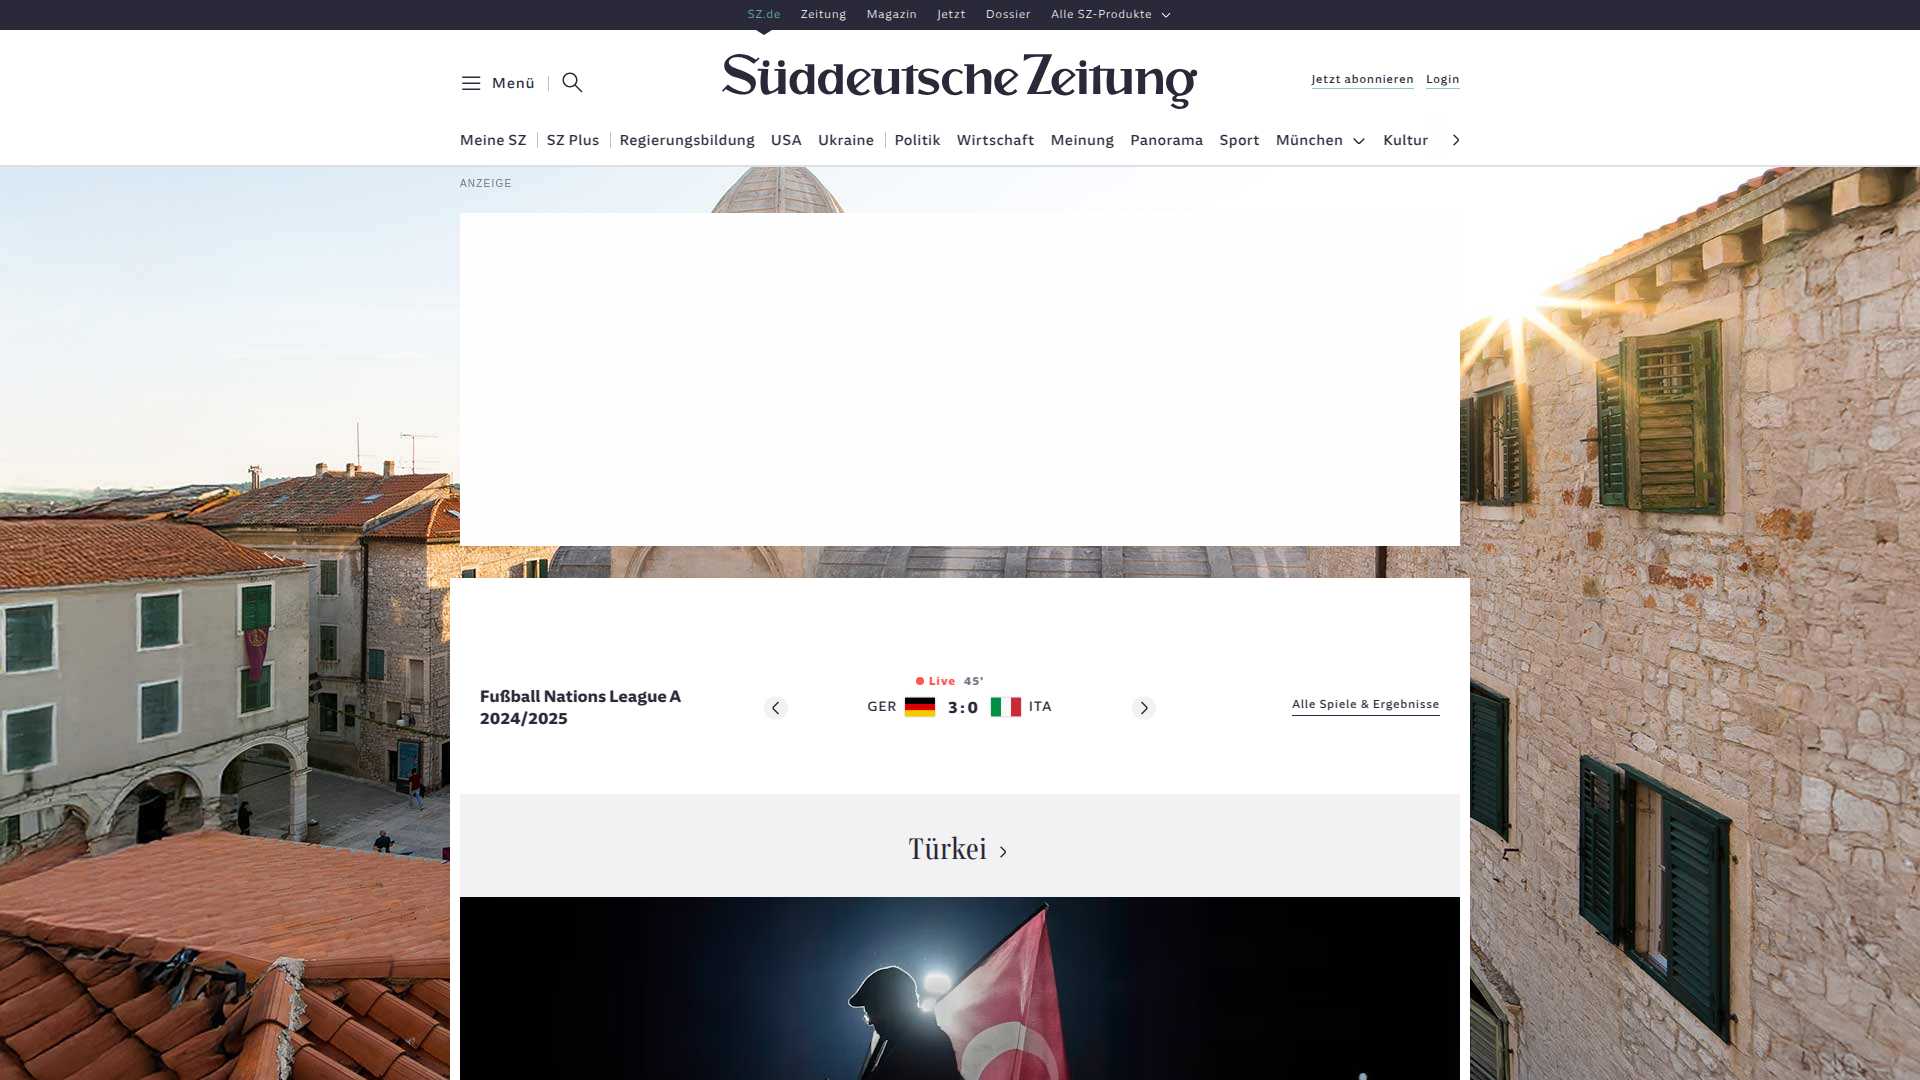 SZ.de Zeitung Magazin Jetzt Dossier Alle SZ-Produkte
Menü
Süddeutsche Zeitung
Jetzt abonnieren Login
Meine SZ SZ Plus Regierungsbildung USA Ukraine Politik Wirtschaft Meinung Panorama Sport München Kultur
ANZEIGE
Fußball Nations League A
2024/2025
Live 45'
GER 3:0 ITA
Alle Spiele & Ergebnisse
Türkei